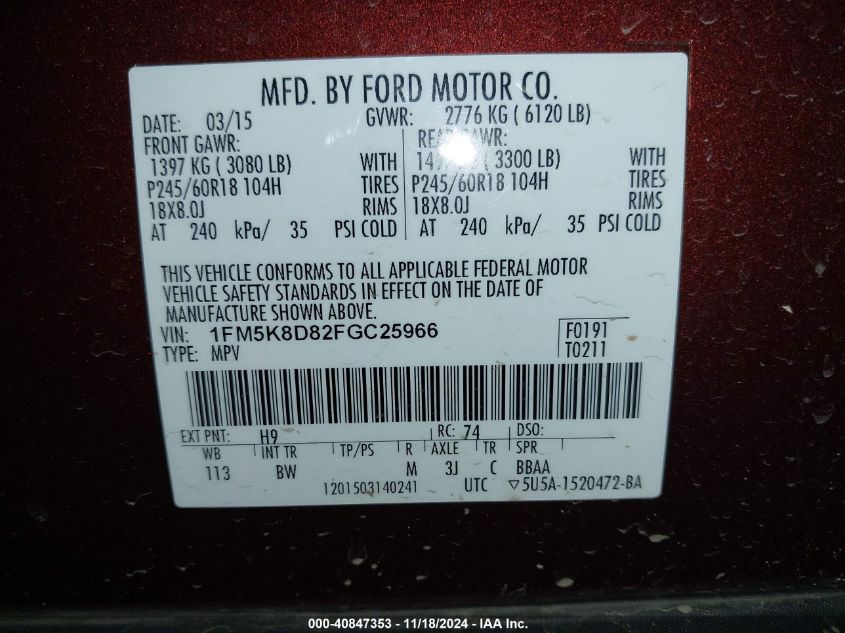 MFD. BY FORD MOTOR CO.
DATE: 03/15 GVWR: 2776 KG ( 6120 LB)
FRONT GAWR: REAR GAWR:
1397 KG ( 3080 LB) WITH ( 3300 LB) WITH
P245/60R18 104H TIRES P245/60R18 104H TIRES
18X8.0J RIMS 18X8.0J RIMS
AT 240 kPa/ 35 PSI COLD AT 240 kPa/ 35 PSI COLD
THIS VEHICLE CONFORMS TO ALL APPLICABLE FEDERAL MOTOR
VEHICLE SAFETY STANDARDS IN EFFECT ON THE DATE OF
MANUFACTURE SHOWN ABOVE.
VIN: 1FM5K8D82FGC25966 F0191
TYPE: MPV T0211
EXT PNT: H9 RC: 74 DSO:
WB INT TR TP/PS R AXLE TR SPR
113 BW M 3J C BBAA
1201503140241 UTC ▽5U5A-1520472-BA
000-40847353 - 11/18/2024 - IAA Inc.